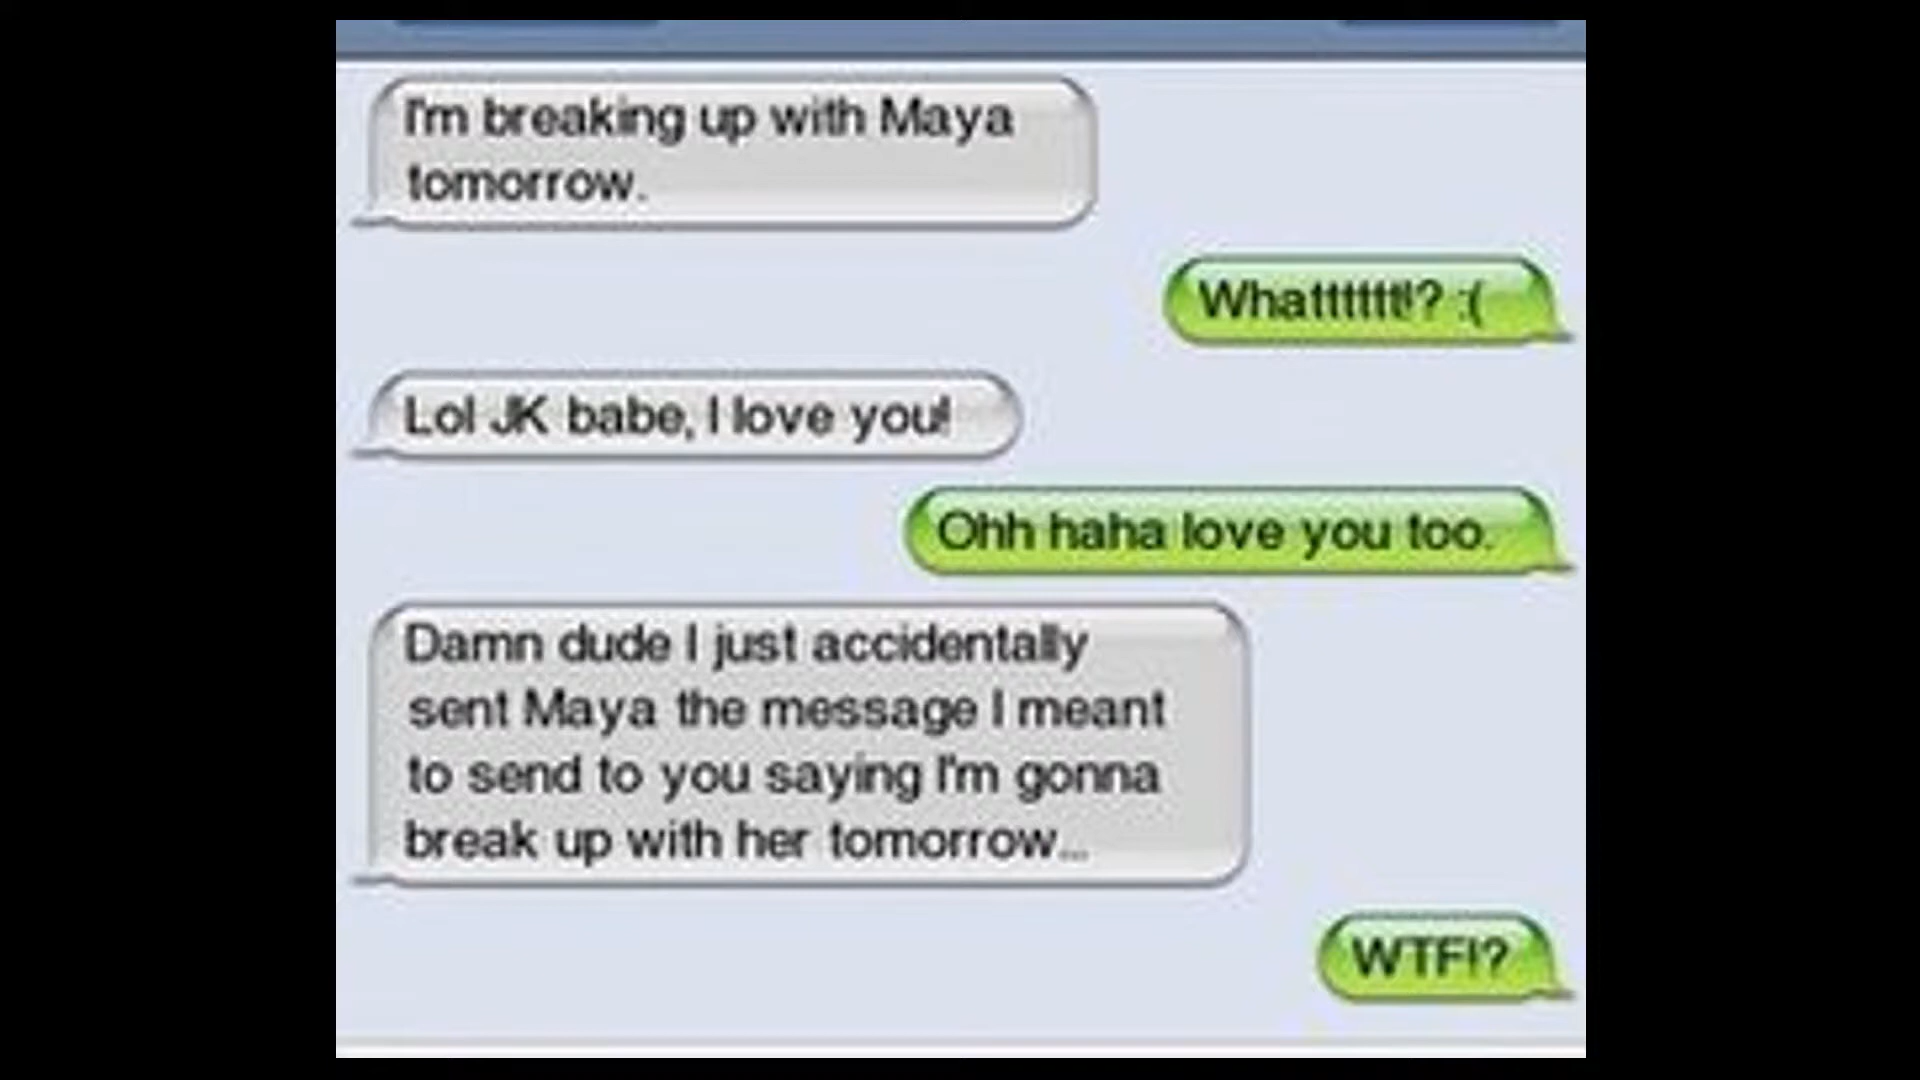 I'm breaking up with Maya
tomorrow.
Whattttttt!? :(
Lol JK babe, I love you!
Ohh haha love you too.
Damn dude I just accidentally
sent Maya the message I meant
to send to you saying I'm gonna
break up with her tomorrow...
WTF!?